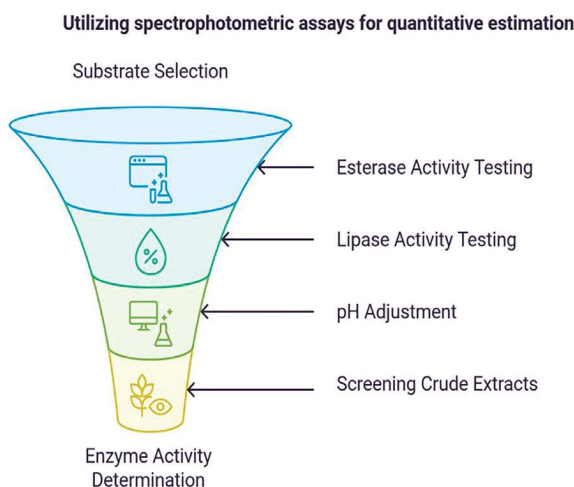 Utilizing spectrophotometric assays for quantitative estimation
Substrate Selection
Esterase Activity Testing
Lipase Activity Testing
%
pH Adjustment
Screening Crude Extracts
Enzyme Activity
Determination